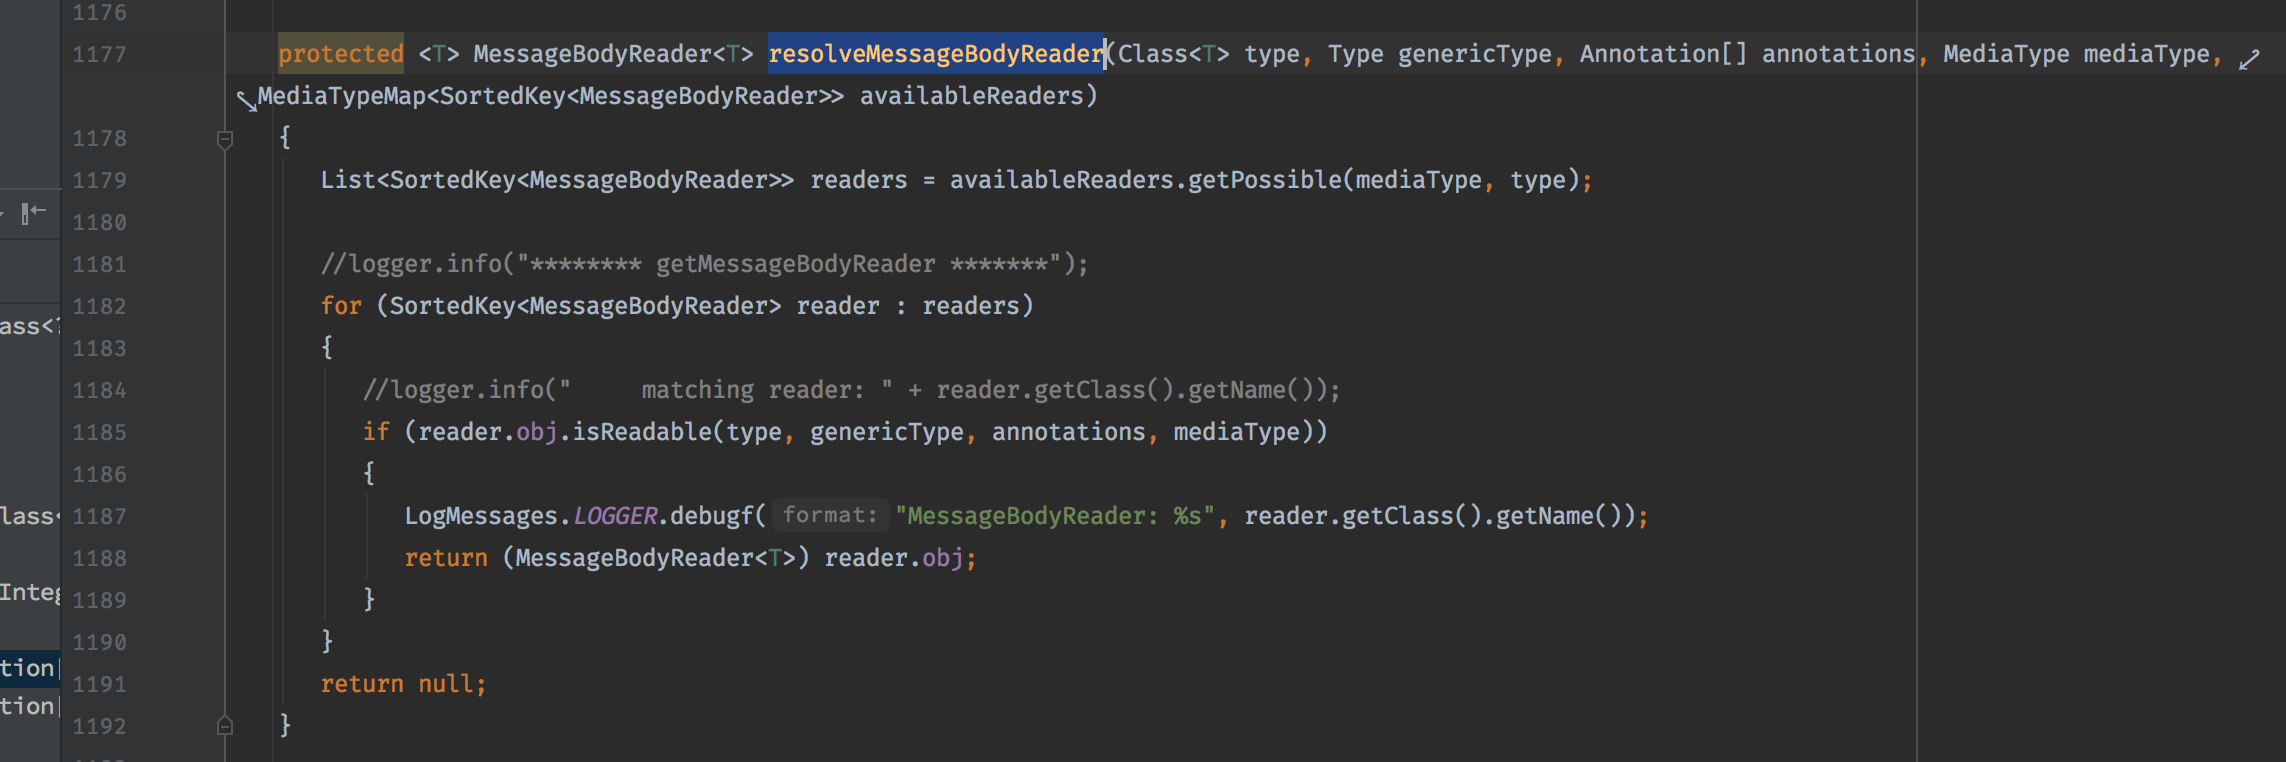 1176
1177 protected <T> MessageBodyReader<T> resolveMessageBodyReader(Class<T> type, Type genericType, Annotation[] annotations, MediaType mediaType,
MediaTypeMap<SortedKey<MessageBodyReader>> availableReaders)
1178 {
1179 List<SortedKey<MessageBodyReader>> readers = availableReaders.getPossible(mediaType, type);
1180
1181 //logger.info("******** getMessageBodyReader *******");
1182 for (SortedKey<MessageBodyReader> reader : readers)
ass<?
1183 {
1184 //logger.info("     matching reader: " + reader.getClass().getName());
1185 if (reader.obj.isReadable(type, genericType, annotations, mediaType))
1186 {
lass<
1187 LogMessages.LOGGER.debugf( format: "MessageBodyReader: %s", reader.getClass().getName());
1188 return (MessageBodyReader<T>) reader.obj;
Integ
1189 }
1190 }
tion[
1191 return null;
tion[
1192 }